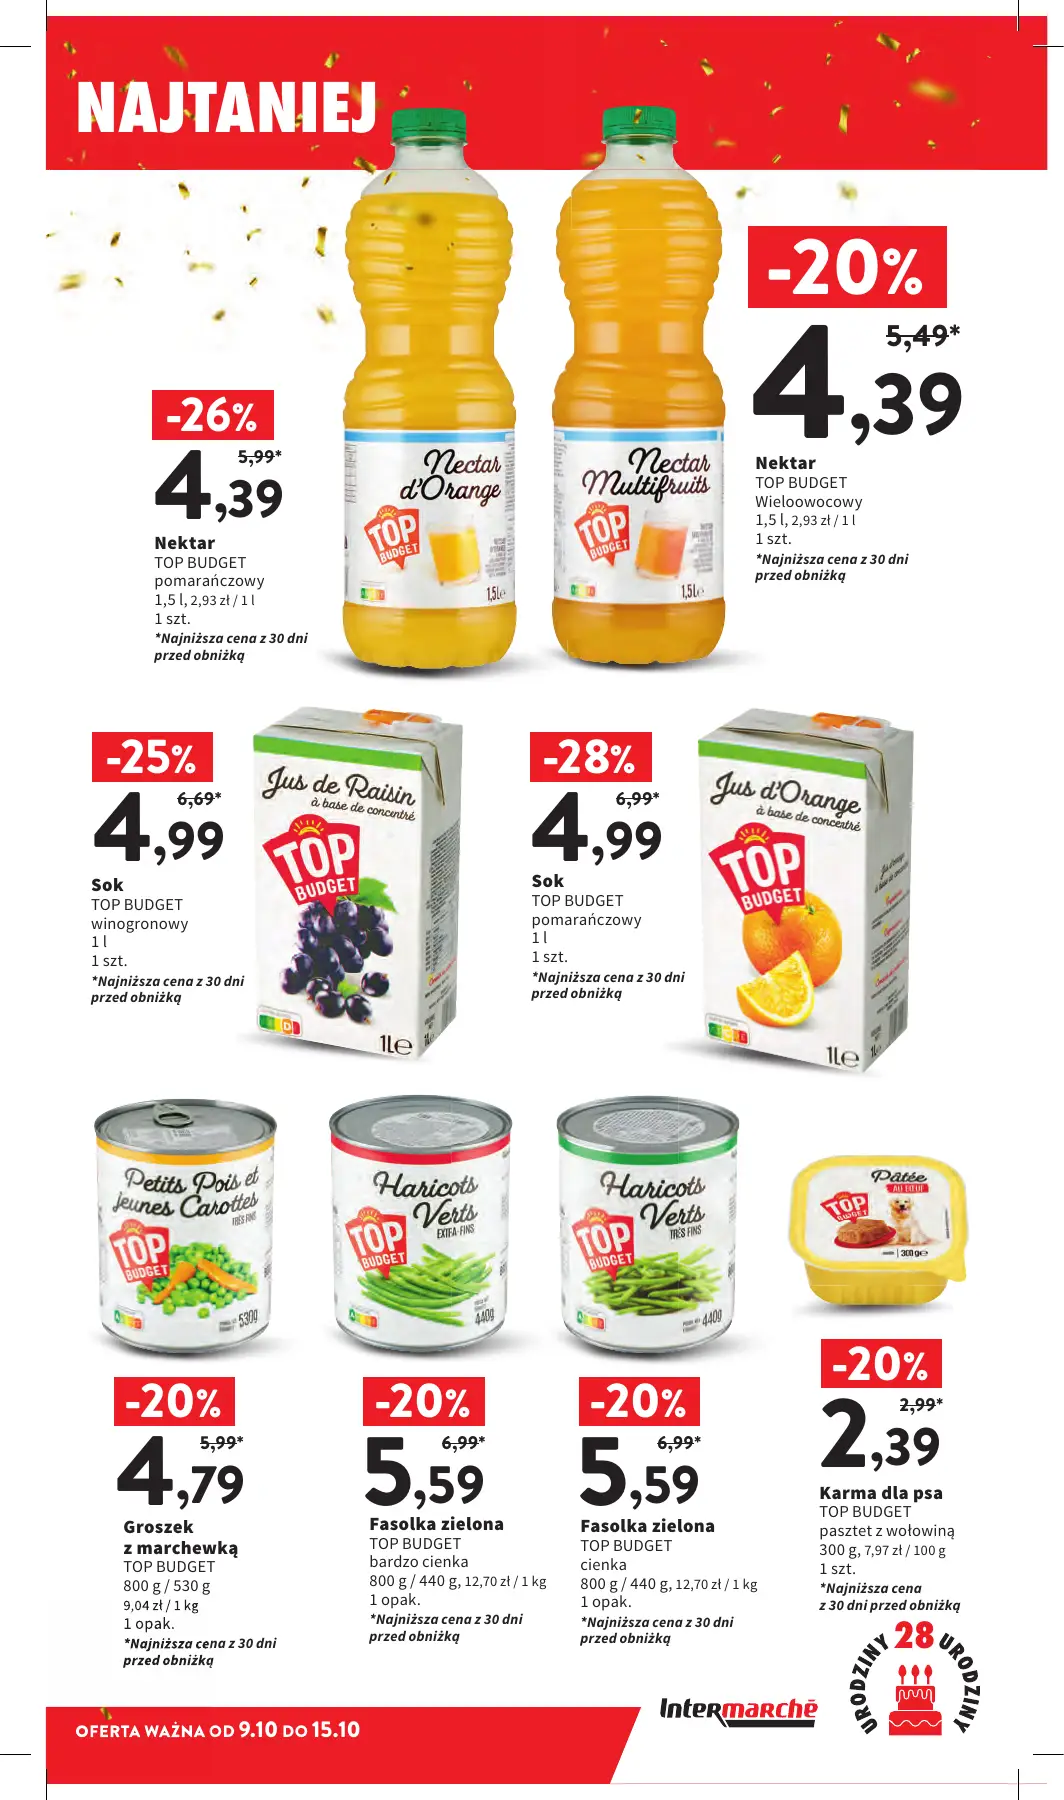 NAJTANIEJ
-20%
5,49*
4,39
Nektar
TOP BUDGET
Wieloowocowy
1,5 l, 2,93 zł / 1 l
1 szt.
*Najniższa cena z 30 dni
przed obniżką
-26%
5,99*
4,39
Nektar
TOP BUDGET
pomarańczowy
1,5 l, 2,93 zł / 1 l
1 szt.
*Najniższa cena z 30 dni
przed obniżką
Nectar
d'Orange
TOP
BUDGET
1,5L℮
Nectar
Multifruits
TOP
BUDGET
1,5L℮
-25%
6,69*
4,99
Sok
TOP BUDGET
winogronowy
1 l
1 szt.
*Najniższa cena z 30 dni
przed obniżką
Jus de Raisin
à base de concentré
TOP
BUDGET
1L℮
-28%
6,99*
4,99
Sok
TOP BUDGET
pomarańczowy
1 l
1 szt.
*Najniższa cena z 30 dni
przed obniżką
Jus d'Orange
à base de concentré
TOP
BUDGET
1L℮
Petits Pois et
jeunes Carottes
TRÈS FINS
TOP
BUDGET
530g
Haricots
Verts
EXTRA-FINS
TOP
BUDGET
440g
Haricots
Verts
TRÈS FINS
TOP
BUDGET
440g
Pâtée
AU BŒUF
TOP
BUDGET
300g℮
-20%
5,99*
4,79
Groszek
z marchewką
TOP BUDGET
800 g / 530 g
9,04 zł / 1 kg
1 opak.
*Najniższa cena z 30 dni
przed obniżką
-20%
6,99*
5,59
Fasolka zielona
TOP BUDGET
bardzo cienka
800 g / 440 g, 12,70 zł / 1 kg
1 opak.
*Najniższa cena z 30 dni
przed obniżką
-20%
6,99*
5,59
Fasolka zielona
TOP BUDGET
cienka
800 g / 440 g, 12,70 zł / 1 kg
1 opak.
*Najniższa cena z 30 dni
przed obniżką
-20%
2,99*
2,39
Karma dla psa
TOP BUDGET
pasztet z wołowiną
300 g, 7,97 zł / 100 g
1 szt.
*Najniższa cena
z 30 dni przed obniżką
URODZINY 28 URODZINY
Intermarchē
OFERTA WAŻNA OD 9.10 DO 15.10